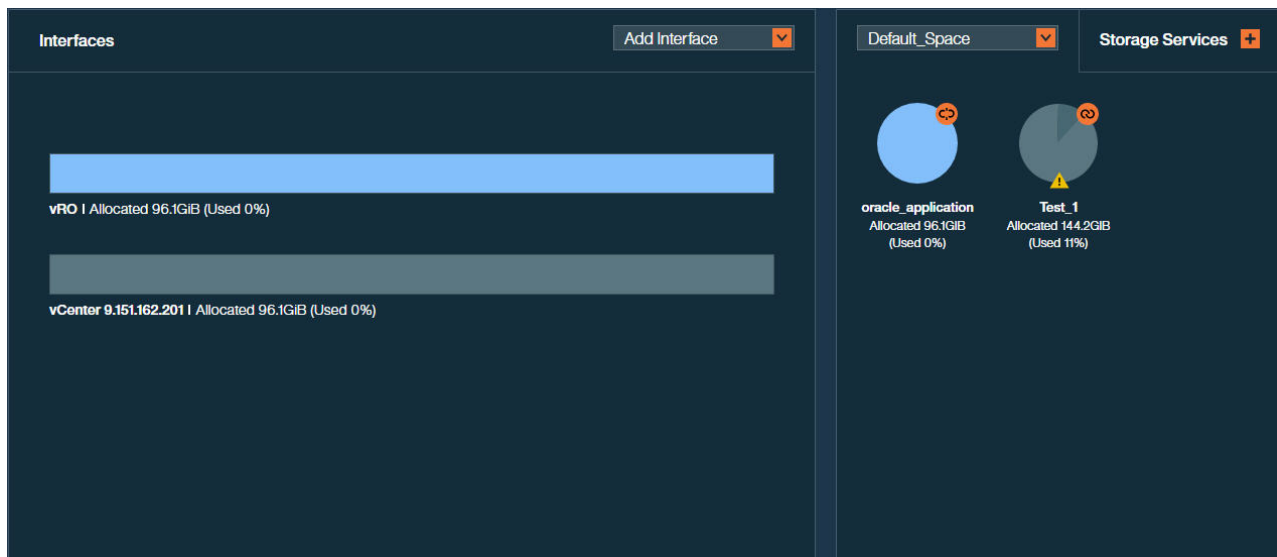 Interfaces
Add Interface
Default_Space
Storage Services
vRO | Allocated 96.1GiB (Used 0%)
vCenter 9.151.162.201 | Allocated 96.1GiB (Used 0%)
oracle_application
Allocated 96.1GIB
(Used 0%)
Test_1
Allocated 144.2GIB
(Used 11%)